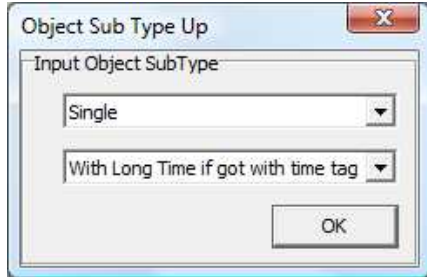 Object Sub Type Up
Input Object SubType
Single
With Long Time if got with time tag
OK